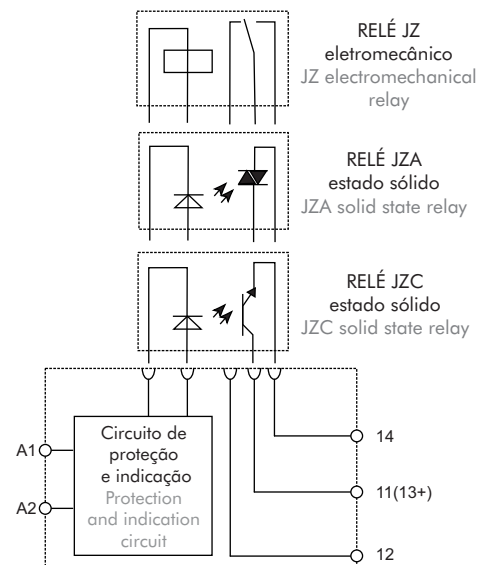 RELÉ JZ
eletromecânico
JZ electromechanical
relay
RELÉ JZA
estado sólido
JZA solid state relay
RELÉ JZC
estado sólido
JZC solid state relay
A1
A2
Circuito de
proteção
e indicação
Protection
and indication
circuit
14
11(13+)
12